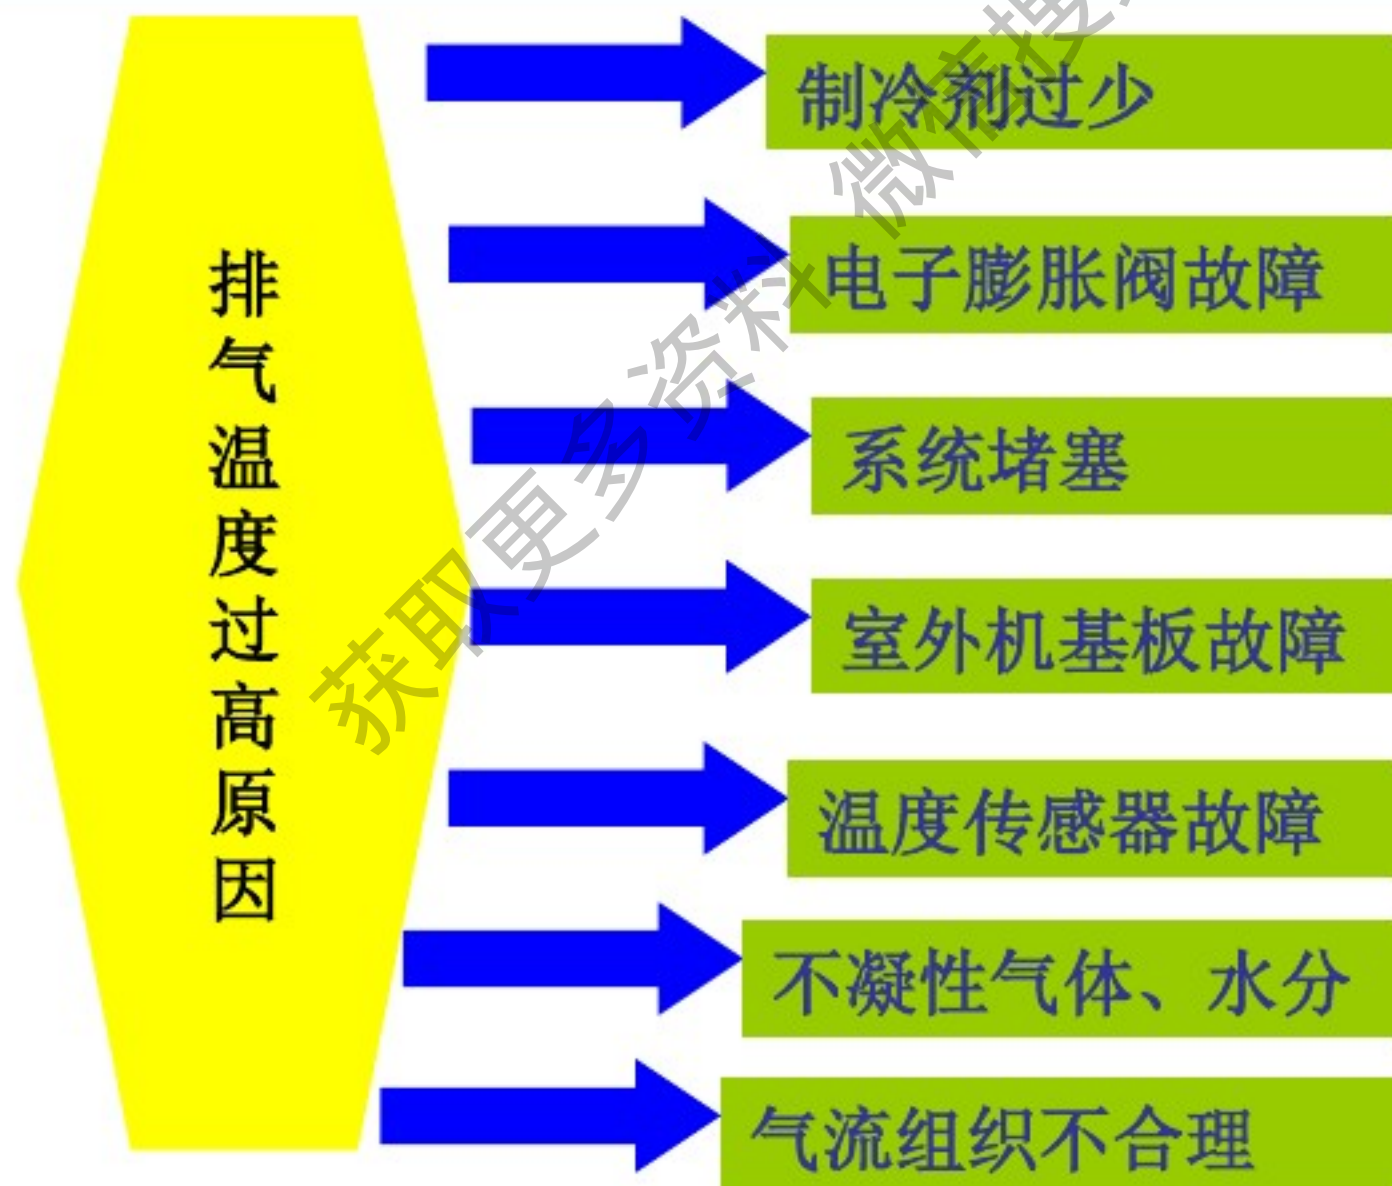 排气温度过高原因
制冷剂过少
电子膨胀阀故障
系统堵塞
室外机基板故障
温度传感器故障
不凝性气体、水分
气流组织不合理
获取更多资料 微信搜